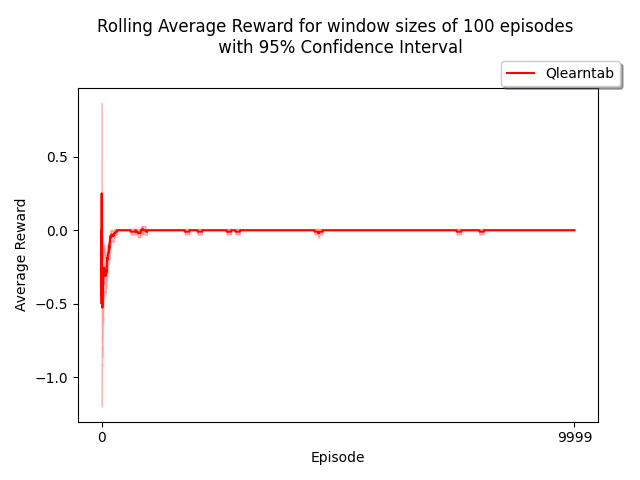 Rolling Average Reward for window sizes of 100 episodes
with 95% Confidence Interval
Qlearntab
0.5
0.0
−0.5
−1.0
Average Reward
0
9999
Episode